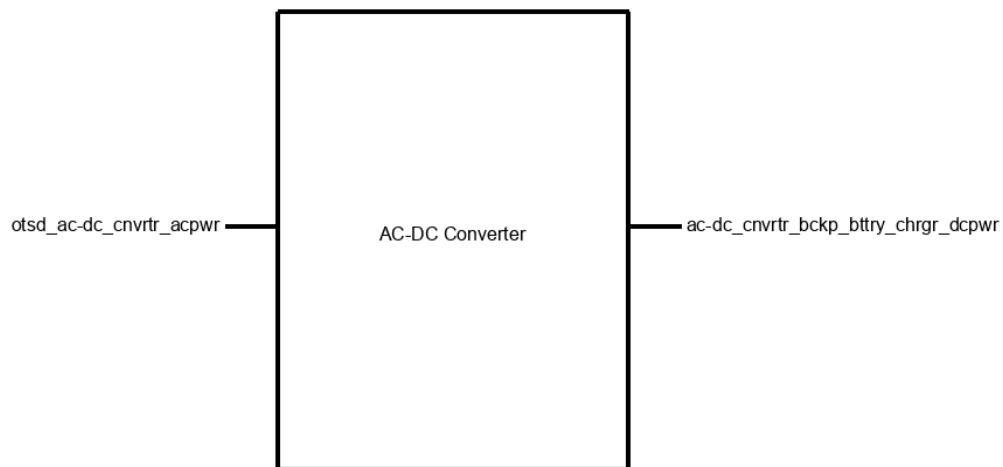 otsd_ac-dc_cnvrtr_acpwr
AC-DC Converter
ac-dc_cnvrtr_bckp_bttry_chrgr_dcpwr